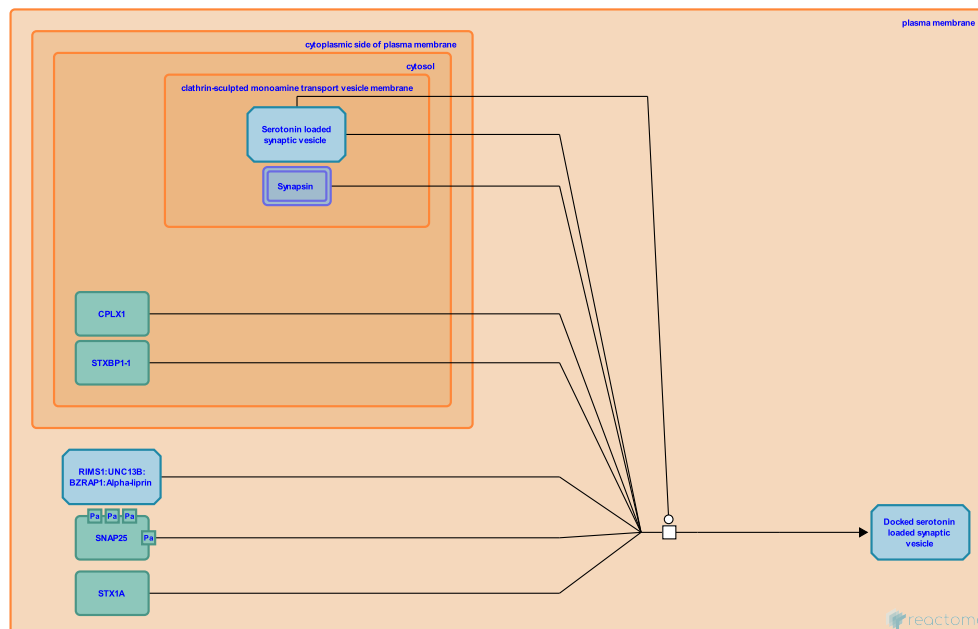 plasma membrane
cytoplasmic side of plasma membrane
cytosol
clathrin-sculpted monoamine transport vesicle membrane
Serotonin loaded
synaptic vesicle
Synapsin
CPLX1
STXBP1-1
RIMS1:UNC13B:
BZRAP1:Alpha-liprin
Pa Pa Pa
SNAP25 Pa
STX1A
Docked serotonin
loaded synaptic
vesicle
reactom